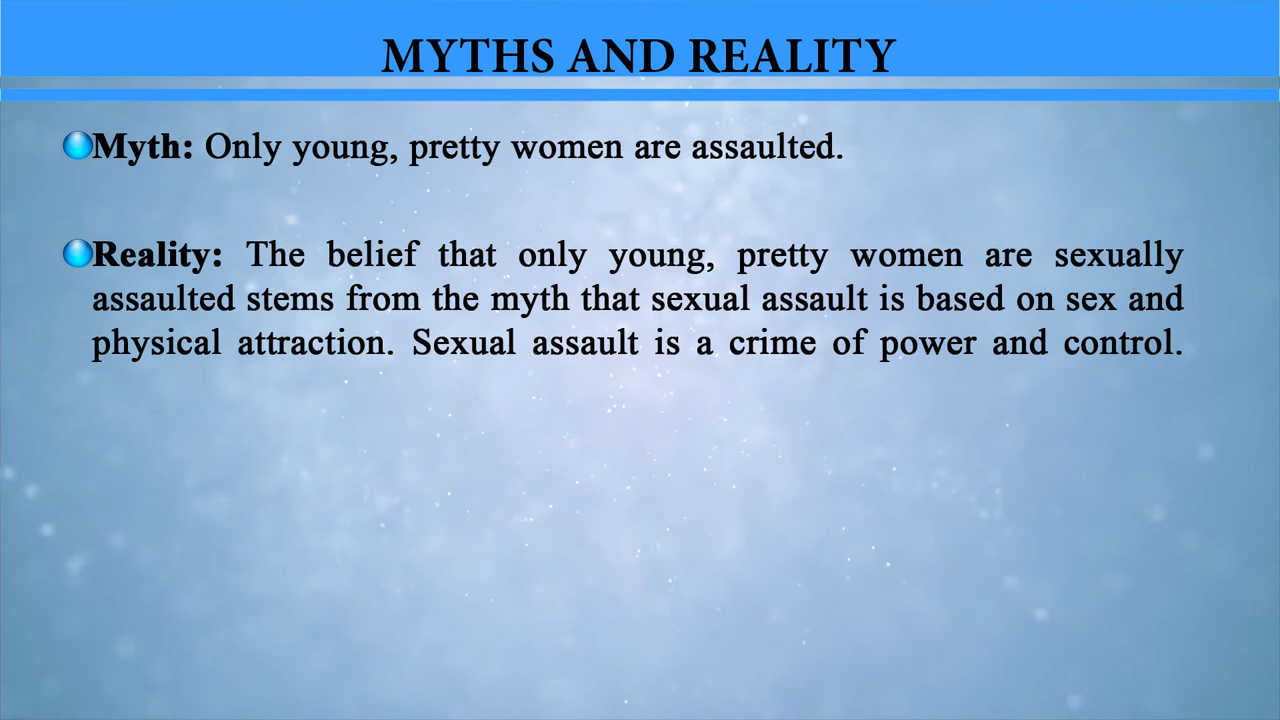 MYTHS AND REALITY
Myth: Only young, pretty women are assaulted.
Reality: The belief that only young, pretty women are sexually
assaulted stems from the myth that sexual assault is based on sex and
physical attraction. Sexual assault is a crime of power and control.